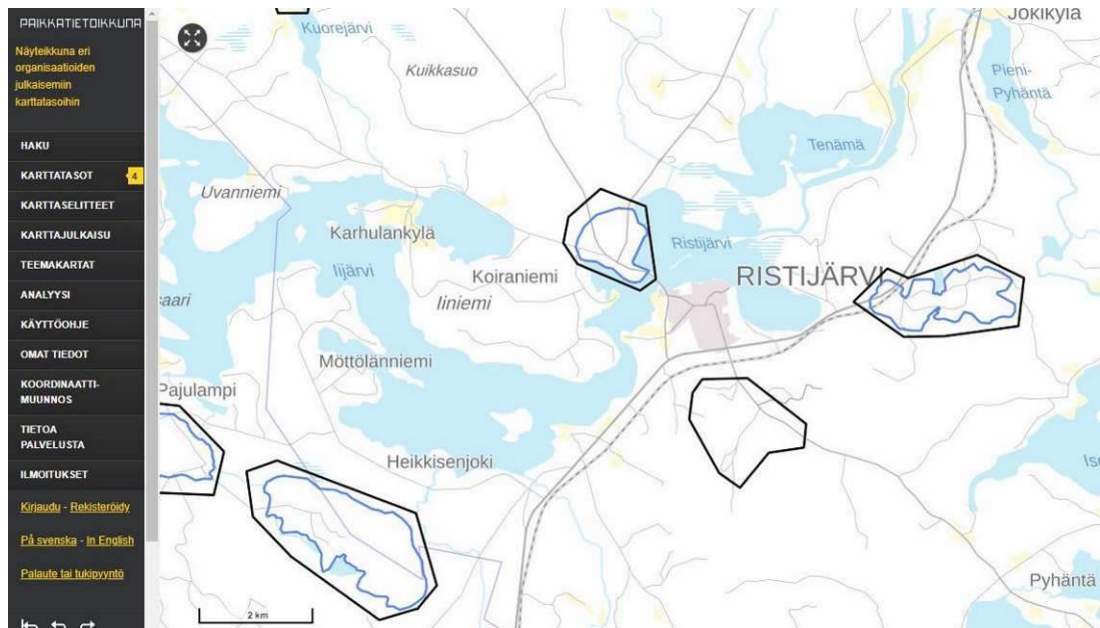 PAIKKATIETOIKKUNA
Näyteikkuna eri
organisaatioiden
julkaisemiin
karttatasoihin
HAKU
KARTTATASOT 4
KARTTASELITTEET
KARTTAJULKAISU
TEEMAKARTAT
ANALYYSI
KÄYTTÖOHJE
OMAT TIEDOT
KOORDINAATTI-
MUUNNOS
TIETOA
PALVELUSTA
ILMOITUKSET
Kirjaudu - Rekisteröidy
På svenska - In English
Palaute tai tukipyyntö
Jokikylä
Kuorejärvi
Kuikkasuo
Pieni-
Pyhäntä
Tenämä
Uvanniemi
Karhulankylä
Ristijärvi
Iijärvi
Koiraniemi
RISTIJÄRVI
saari
Iiniemi
Möttölänniemi
Pajulampi
Heikkisenjoki
Iso
Pyhäntä
2 km